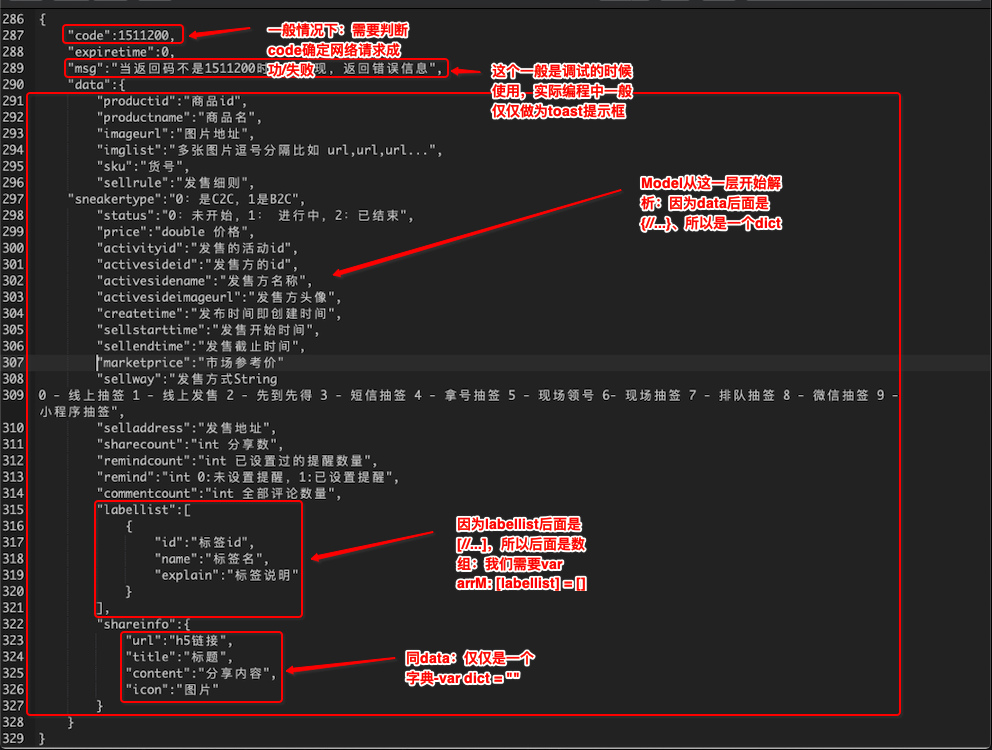 286 {
287 "code":1511200,
一般情况下：需要判断
code确定网络请求成
功/失败
288 "expiretime":0,
289 "msg":"当返回码不是1511200时 现，返回错误信息",
这个一般是调试的时候
使用，实际编程中一般
仅仅做为toast提示框
290 "data":{
291 "productid":"商品id",
292 "productname":"商品名",
293 "imageurl":"图片地址",
294 "imglist":"多张图片逗号分隔比如 url,url,url...",
295 "sku":"货号",
296 "sellrule":"发售细则",
Model从这一层开始解
析：因为data后面是
{//...}、所以是一个dict
297 "sneakertype":"0：是C2C，1是B2C",
298 "status":"0：未开始，1： 进行中，2：已结束",
299 "price":"double 价格",
300 "activityid":"发售的活动id",
301 "activesideid":"发售方的id",
302 "activesidename":"发售方名称",
303 "activesideimageurl":"发售方头像",
304 "createtime":"发布时间即创建时间",
305 "sellstarttime":"发售开始时间",
306 "sellendtime":"发售截止时间",
307 "marketprice":"市场参考价"
308 "sellway":"发售方式String
309 0 - 线上抽签 1 - 线上发售 2 - 先到先得 3 - 短信抽签 4 - 拿号抽签 5 - 现场领号 6- 现场抽签 7 - 排队抽签 8 - 微信抽签 9 -
小程序抽签",
310 "selladdress":"发售地址",
311 "sharecount":"int 分享数",
312 "remindcount":"int 已设置过的提醒数量",
313 "remind":"int 0:未设置提醒，1:已设置提醒",
314 "commentcount":"int 全部评论数量",
315 "labellist":[
316 {
317 "id":"标签id",
318 "name":"标签名",
319 "explain":"标签说明"
320 }
321 ],
因为labellist后面是
[//...]，所以后面是数
组：我们需要var
arrM: [labellist] = []
322 "shareinfo":{
323 "url":"h5链接",
324 "title":"标题",
325 "content":"分享内容",
326 "icon":"图片"
同data：仅仅是一个
字典-var dict = ""
327 }
328 }
329 }